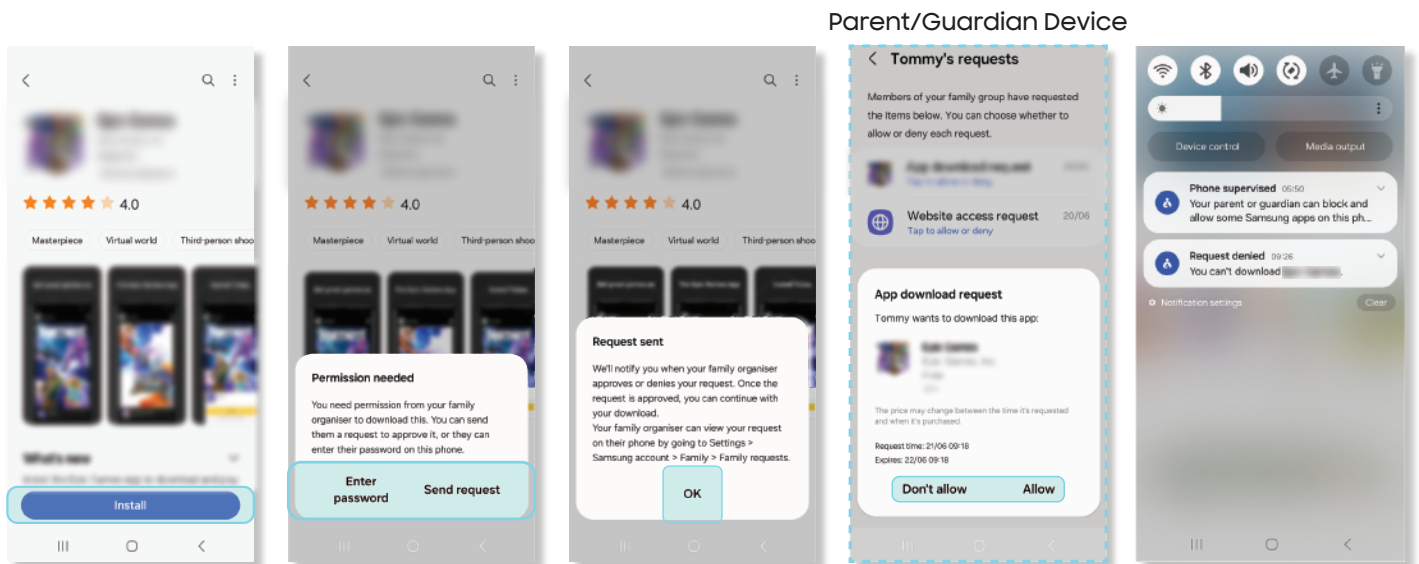 Parent/Guardian Device
4.0
Masterpiece
Virtual world
Third-person shoo
Install
4.0
Masterpiece
Virtual world
Third-person shoo
Permission needed
You need permission from your family
organiser to download this. You can send
them a request to approve it, or they can
enter their password on this phone.
Enter
password
Send request
4.0
Masterpiece
Virtual world
Third-person shoo
Request sent
We'll notify you when your family organiser
approves or denies your request. Once the
request is approved, you can continue with
your download.
Your family organiser can view your request
on their phone by going to Settings >
Samsung account > Family > Family requests.
OK
Tommy's requests
Members of your family group have requested
the Items below. You can choose whether to
allow or deny each request.
Website access request 20/06
Tap to allow or deny
App download request
Tommy wants to download this app:
The price may change between the time it's requested
and when it's purchased.
Request time: 21/06 09:18
Expires: 22/06 09:18
Don't allow
Allow
Device control
Media output
Phone supervised 05:50
Your parent or guardian can block and
allow some Samsung apps on this ph...
Request denied 09:26
You can't download
Notification settings
Clear